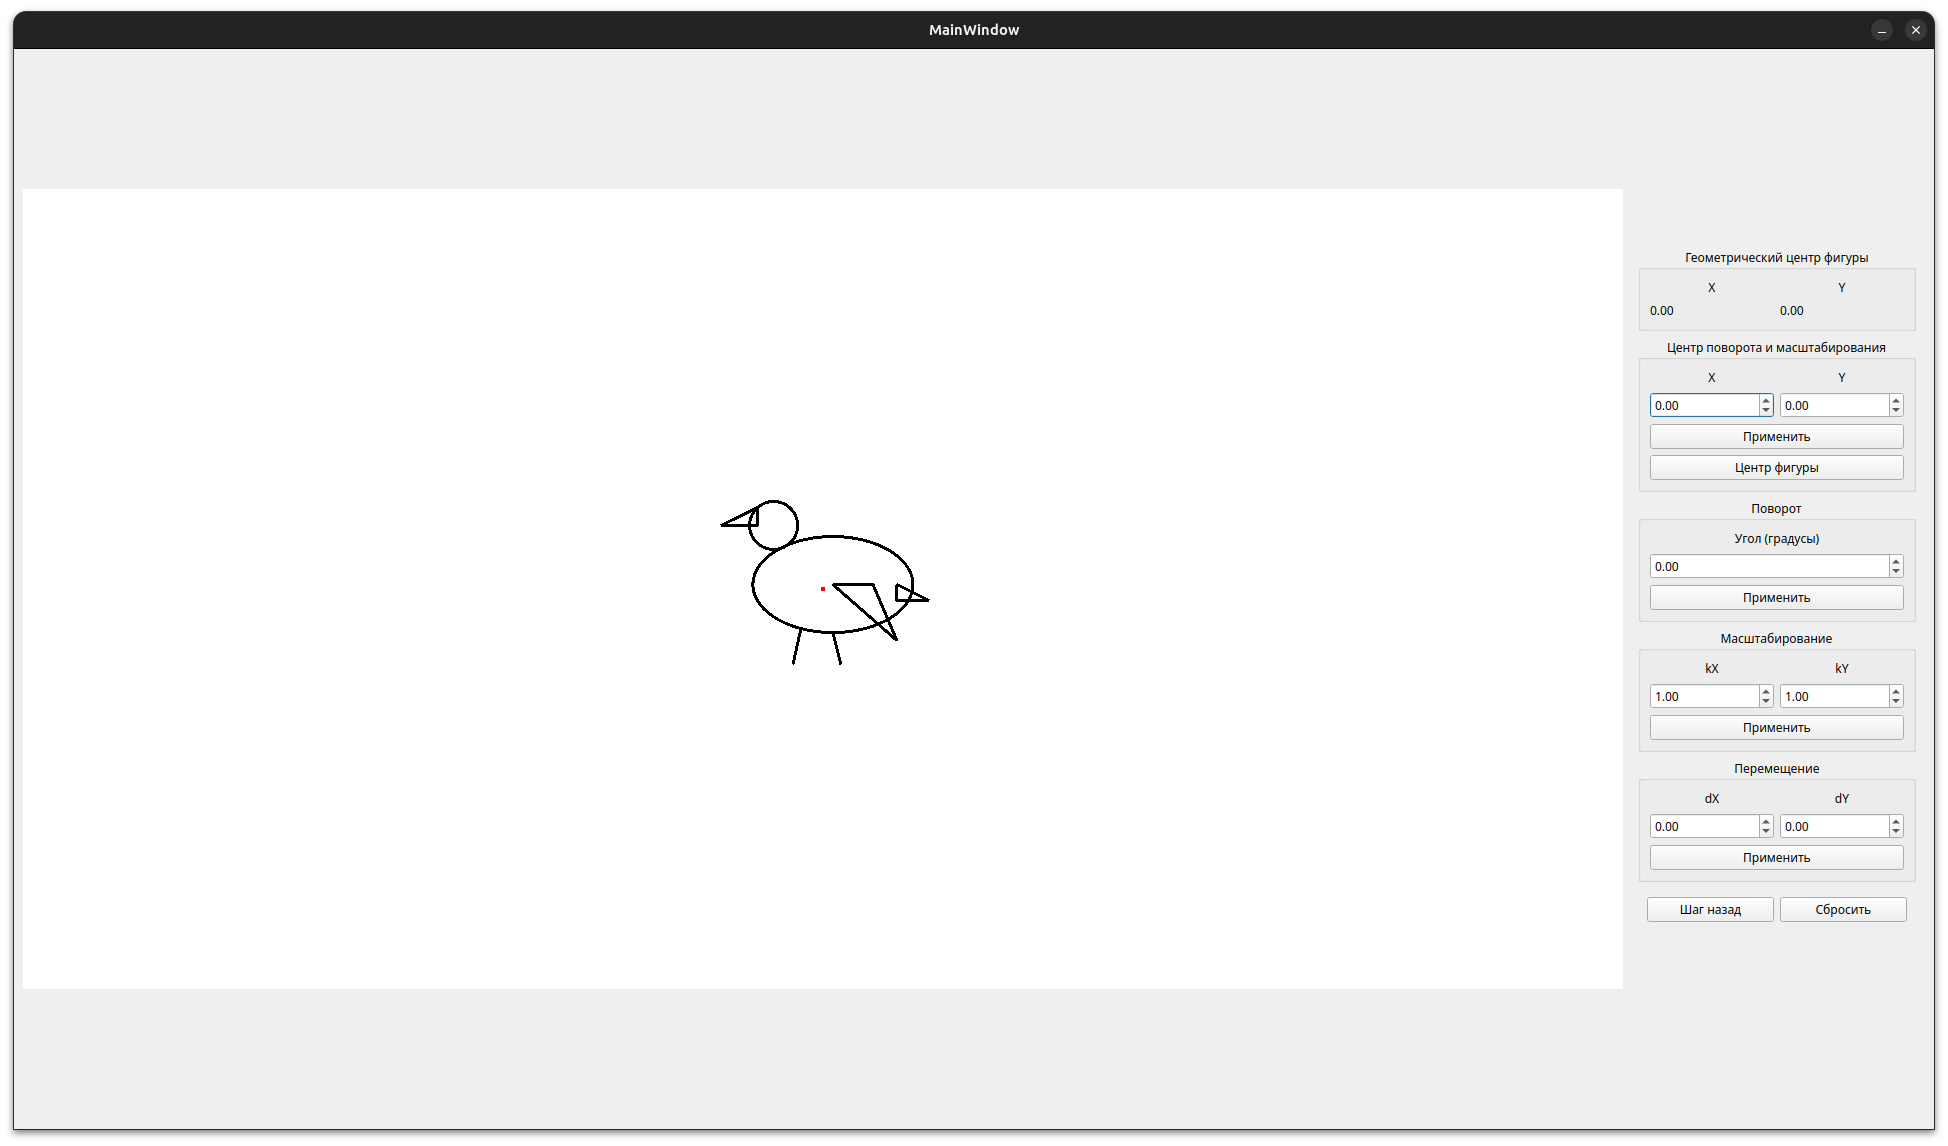 MainWindow
Геометрический центр фигуры
X Y
0.00 0.00
Центр поворота и масштабирования
X Y
0.00 0.00
Применить
Центр фигуры
Поворот
Угол (градусы)
0.00
Применить
Масштабирование
kX kY
1.00 1.00
Применить
Перемещение
dX dY
0.00 0.00
Применить
Шаг назад Сбросить